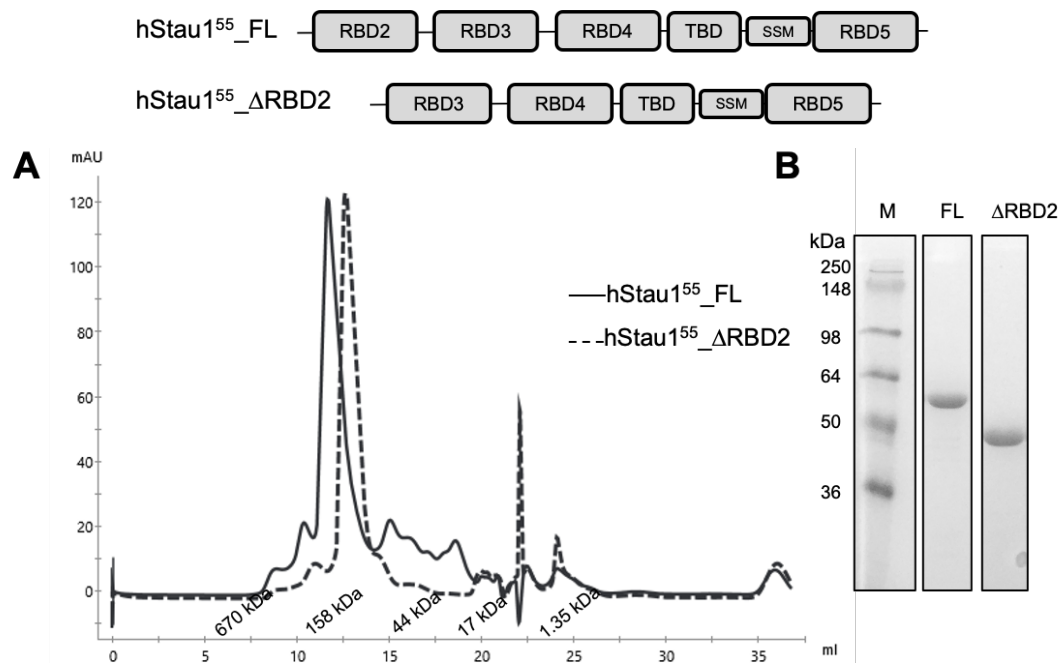 hStau1⁵⁵_FL RBD2 RBD3 RBD4 TBD SSM RBD5
hStau1⁵⁵_ΔRBD2 RBD3 RBD4 TBD SSM RBD5
A
mAU
120
100
80
60
40
20
0
hStau1⁵⁵_FL
hStau1⁵⁵_ΔRBD2
670 kDa 158 kDa 44 kDa 17 kDa 1.35 kDa
0 5 10 15 20 25 30 35 ml
B
M FL ΔRBD2
kDa
250
148
98
64
50
36